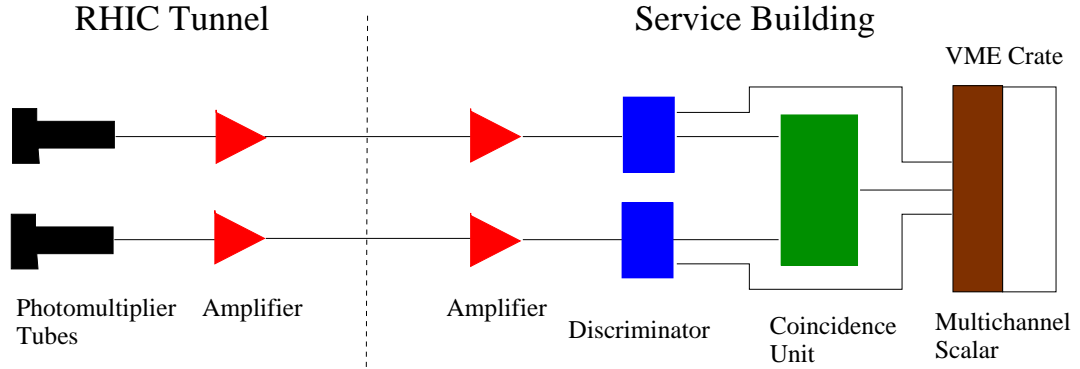 RHIC Tunnel
Service Building
VME Crate
Photomultiplier
Tubes
Amplifier
Amplifier
Discriminator
Coincidence
Unit
Multichannel
Scalar